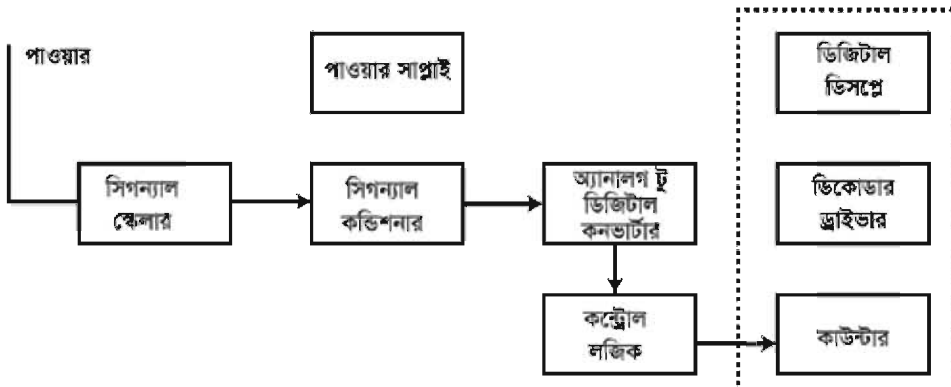 পাওয়ার
পাওয়ার সাপ্লাই
ডিজিটাল
ডিসপ্লে
সিগন্যাল
স্কেলার
সিগন্যাল
কন্ডিশনার
অ্যানালগ টু
ডিজিটাল
কনভার্টার
ডিকোডার
ড্রাইভার
কন্ট্রোল
লজিক
কাউন্টার